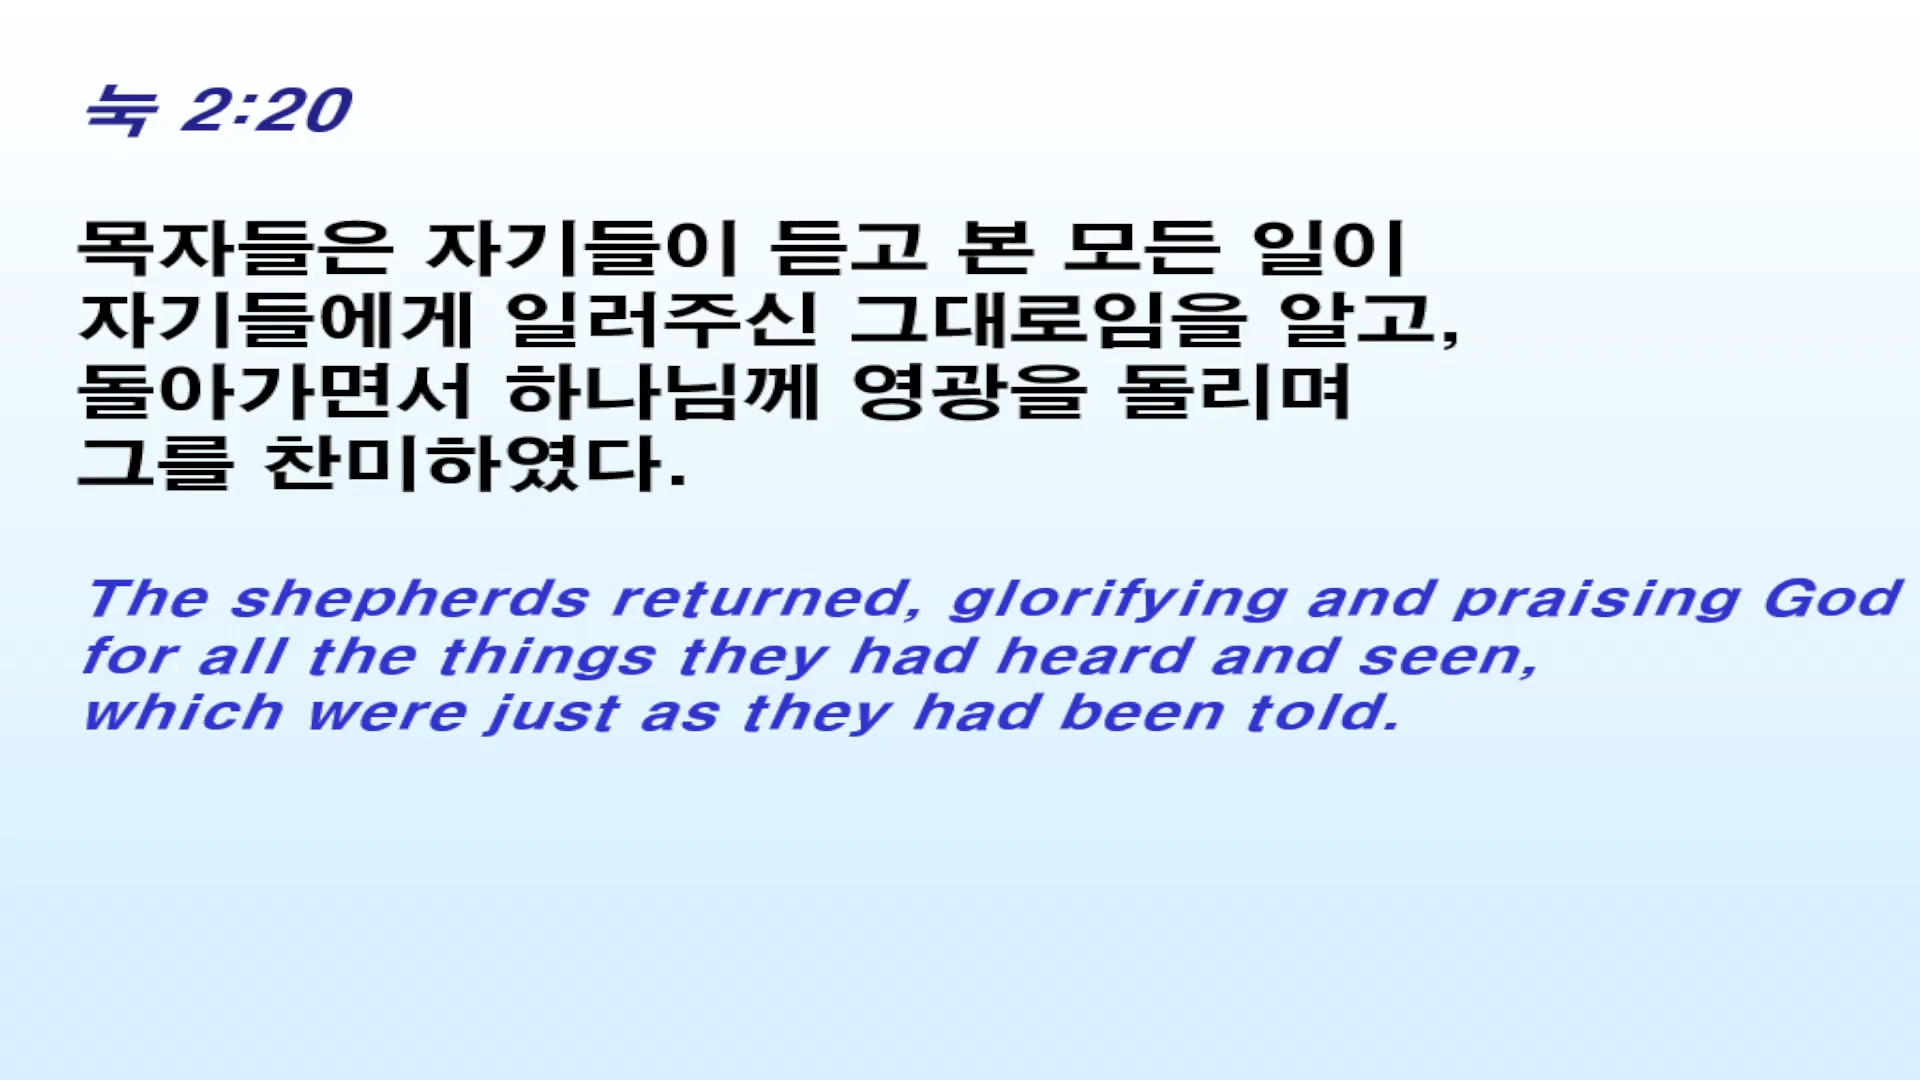 눅 2:20
목자들은 자기들이 듣고 본 모든 일이
자기들에게 일러주신 그대로임을 알고,
돌아가면서 하나님께 영광을 돌리며
그를 찬미하였다.
The shepherds returned, glorifying and praising God
for all the things they had heard and seen,
which were just as they had been told.